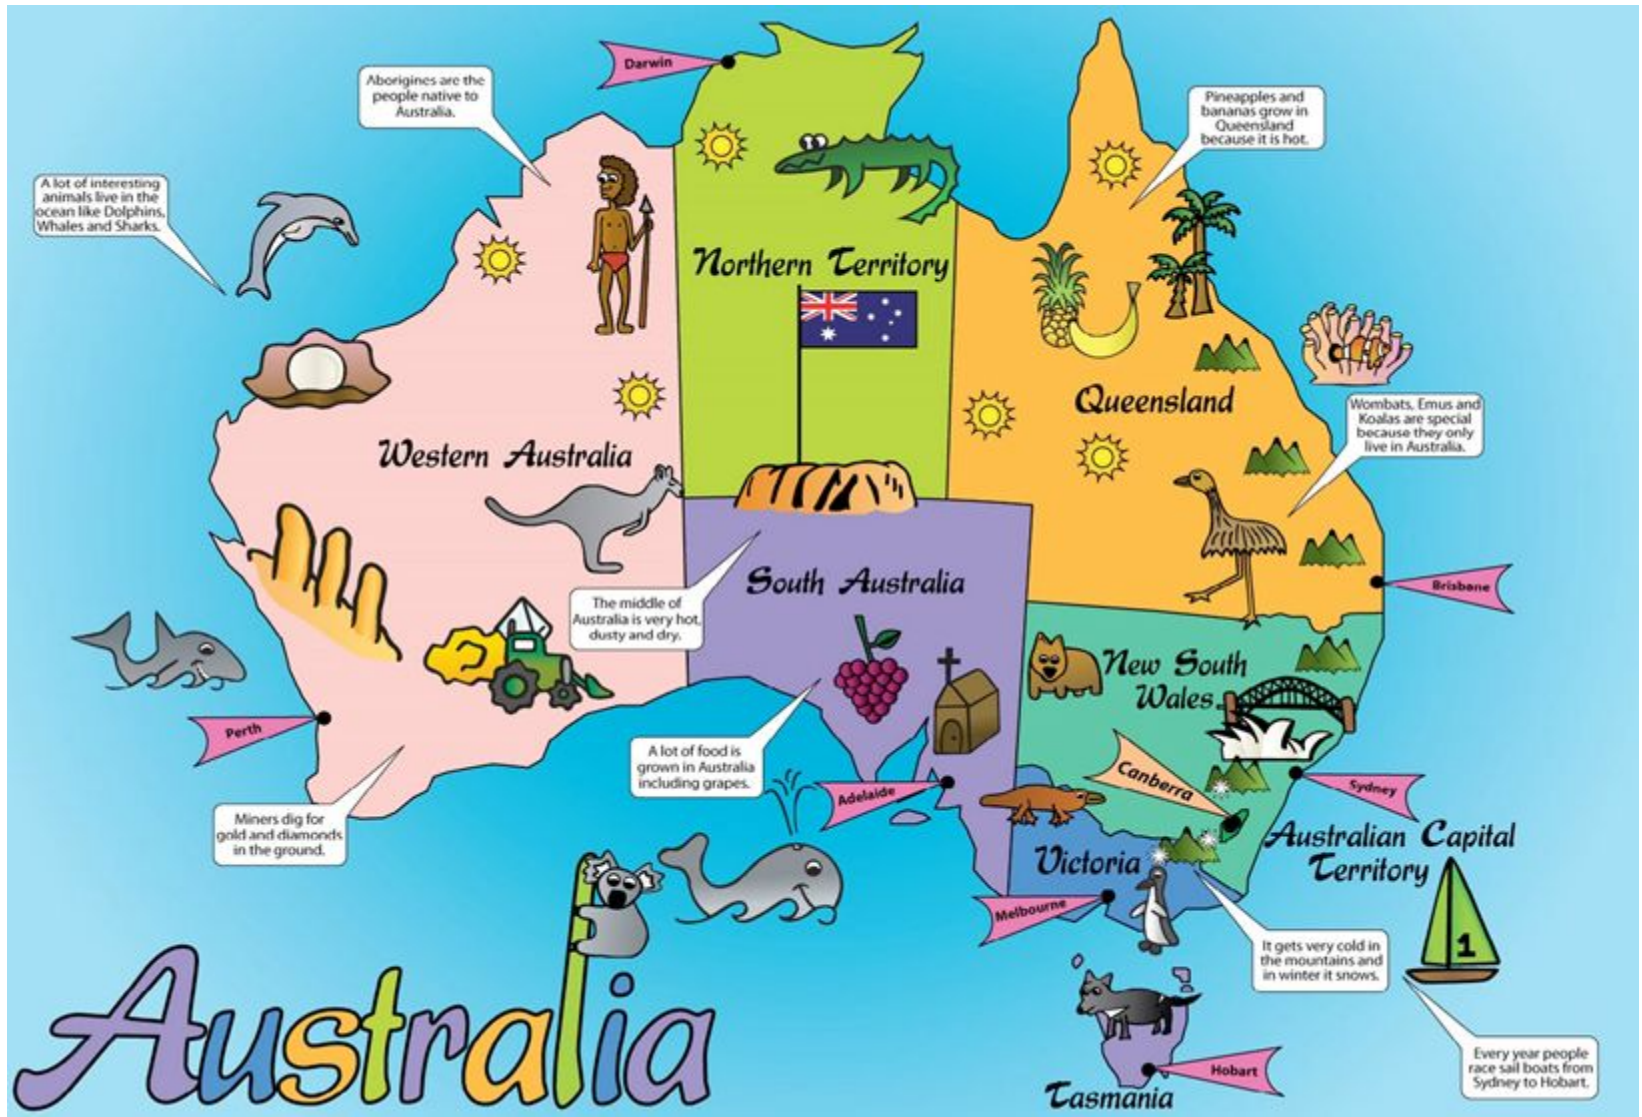 Darwin
Aborigines are the
people native to
Australia.
Pineapples and
bananas grow in
Queensland
because it is hot.
A lot of interesting
animals live in the
ocean like Dolphins,
Whales and Sharks.
Northern Territory
Queensland
Wombats, Emus and
Koalas are special
because they only
live in Australia.
Western Australia
South Australia
Brisbane
The middle of
Australia is very hot,
dusty and dry.
New South
Wales
Perth
A lot of food is
grown in Australia
including grapes.
Adelaide
Canberra
Sydney
Miners dig for
gold and diamonds
in the ground.
Australian Capital
Territory
Victoria
Melbourne
It gets very cold in
the mountains and
in winter it snows.
1
Australia
Every year people
race sail boats from
Sydney to Hobart.
Hobart
Tasmania